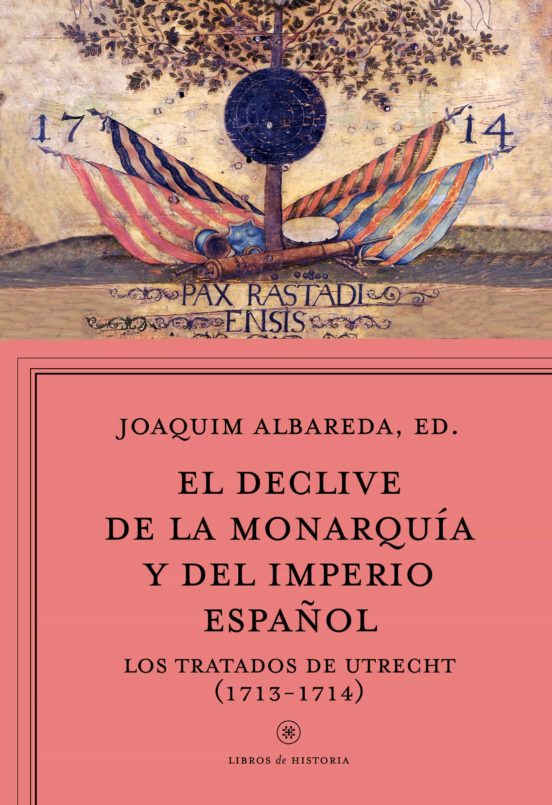 17 14
PAX RASTADI
ENSIS
JOAQUIM ALBAREDA, ED.
EL DECLIVE
DE LA MONARQUÍA
Y DEL IMPERIO
ESPAÑOL
LOS TRATADOS DE UTRECHT
(1713-1714)
LIBROS de HISTORIA